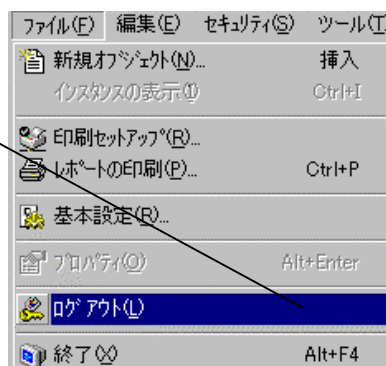 ファイル(F) 編集(E) セキュリティ(S) ツール(T
新規オブジェクト(N)... 挿入
インスタンスの表示(I) Ctrl+I
印刷セットアップ(R)...
レポートの印刷(P)... Ctrl+P
基本設定(R)...
プロパティ(O) Alt+Enter
ログアウト(L)
終了(X) Alt+F4